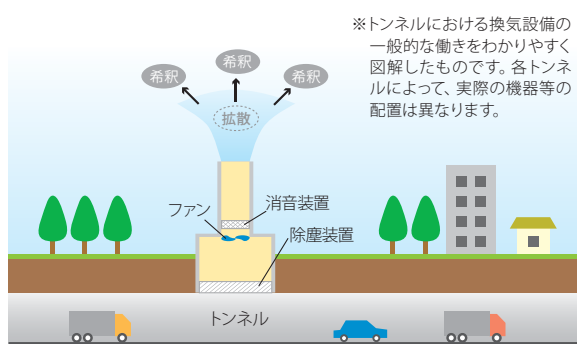 ※トンネルにおける換気設備の
一般的な働きをわかりやすく
図解したものです。各トンネ
ルによって、実際の機器等の
配置は異なります。
希釈
希釈
希釈
拡散
ファン
消音装置
除塵装置
トンネル